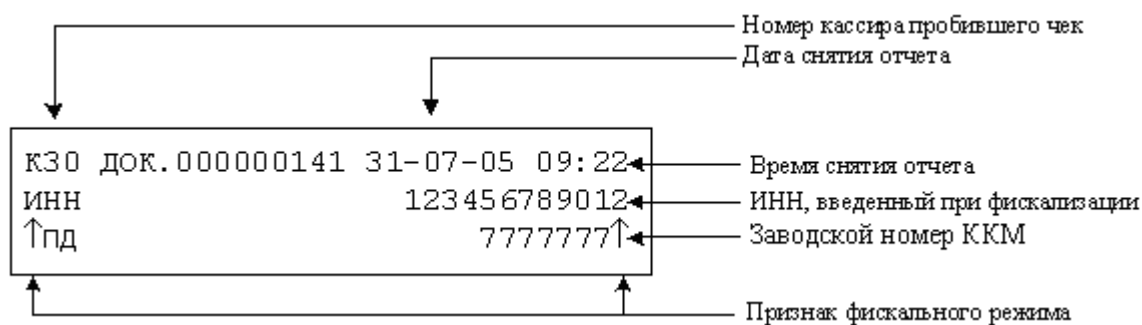 Номер кассира пробившего чек
Дата снятия отчета
К30 ДОК.000000141 31-07-05 09:22
Время снятия отчета
ИНН 123456789012
ИНН, введенный при фискализации
↑ПД 7777777↑
Заводской номер ККМ
Признак фискального режима